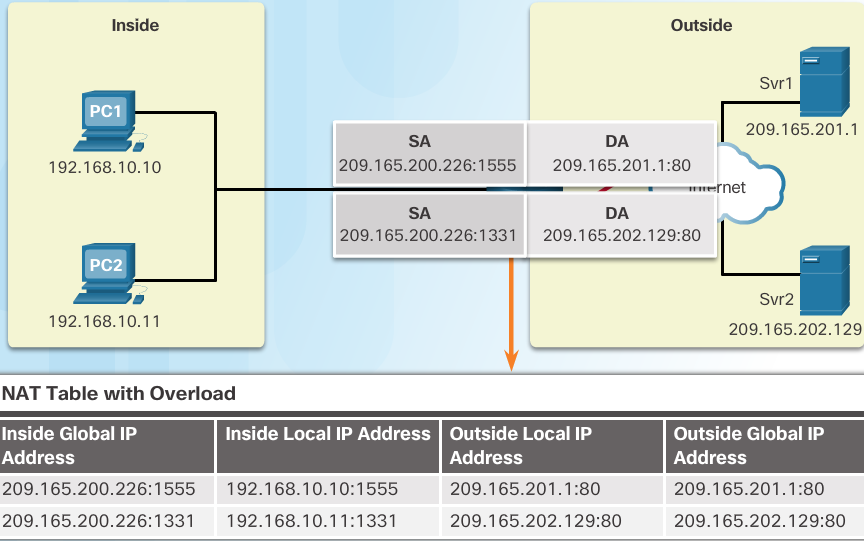 Inside
Outside
PC1
192.168.10.10
Svr1
209.165.201.1
SA
DA
209.165.200.226:1555
209.165.201.1:80
Internet
SA
DA
209.165.200.226:1331
209.165.202.129:80
PC2
192.168.10.11
Svr2
209.165.202.129
NAT Table with Overload
Inside Global IP
Address
Inside Local IP Address
Outside Local IP
Address
Outside Global IP
Address
209.165.200.226:1555
192.168.10.10:1555
209.165.201.1:80
209.165.201.1:80
209.165.200.226:1331
192.168.10.11:1331
209.165.202.129:80
209.165.202.129:80